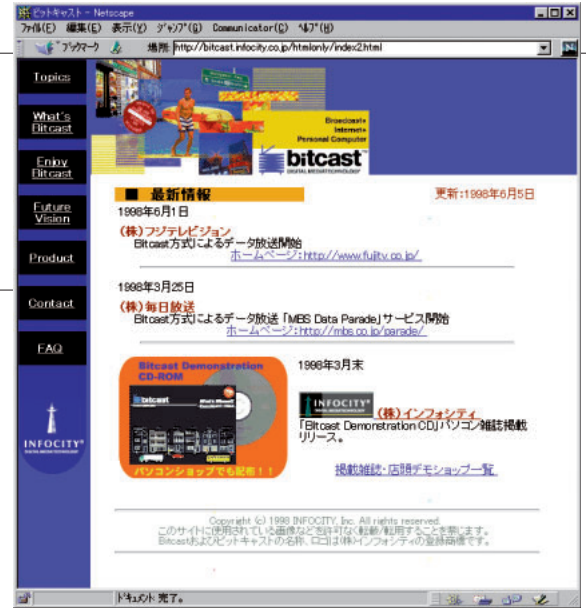 ビットキャスト - Netscape
ファイル(F) 編集(E) 表示(V) ジャンプ(G) Communicator(C) ヘルプ(H)
ブックマーク 場所: http://bitcast.infocity.co.jp/htmlonly/index2.html
Topics
What's
Bitcast
Enjoy
Bitcast
Future
Vision
Product
Contact
FAQ
INFOCITY
Broadcast+
Internet+
Personal Computer
bitcast
DIGITAL MEDIATECHNOLOGY
■ 最新情報
更新:1998年6月5日
1998年6月1日
(株)フジテレビジョン
Bitcast方式によるデータ放送開始
ホームページ:http://www.fujitv.co.jp/
1998年3月25日
(株)毎日放送
Bitcast方式によるデータ放送「MBS Data Parade」サービス開始
ホームページ:http://mbs.co.jp/parade/
Bitcast Demonstration
CD-ROM
bitcast
パソコンショップでも配布!!
1998年3月末
INFOCITY (株)インフォシティ
「Bitcast Demonstration CD」パソコン雑誌掲載
リリース。
掲載雑誌・店頭デモショップ一覧
Copyright (c) 1998 INFOCITY, Inc. All rights reserved.
このサイトに使用されている画像などを許可なく転載/転用することを禁じます。
Bitcastおよびビットキャストの名称、ロゴは(株)インフォシティの登録商標です。
ドキュメント 完了。